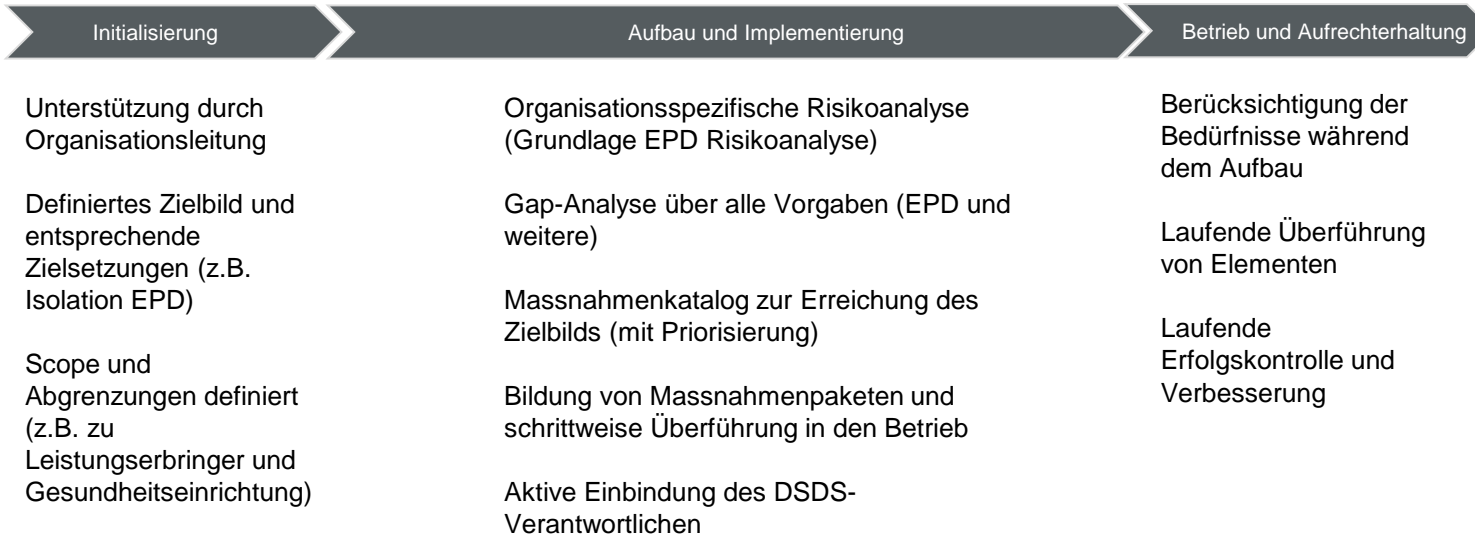 Initialisierung
Aufbau und Implementierung
Betrieb und Aufrechterhaltung
Unterstützung durch
Organisationsleitung
Definiertes Zielbild und
entsprechende
Zielsetzungen (z.B.
Isolation EPD)
Scope und
Abgrenzungen definiert
(z.B. zu
Leistungserbringer und
Gesundheitseinrichtung)
Organisationsspezifische Risikoanalyse
(Grundlage EPD Risikoanalyse)
Gap-Analyse über alle Vorgaben (EPD und
weitere)
Massnahmenkatalog zur Erreichung des
Zielbilds (mit Priorisierung)
Bildung von Massnahmenpaketen und
schrittweise Überführung in den Betrieb
Aktive Einbindung des DSDS-
Verantwortlichen
Berücksichtigung der
Bedürfnisse während
dem Aufbau
Laufende Überführung
von Elementen
Laufende
Erfolgskontrolle und
Verbesserung